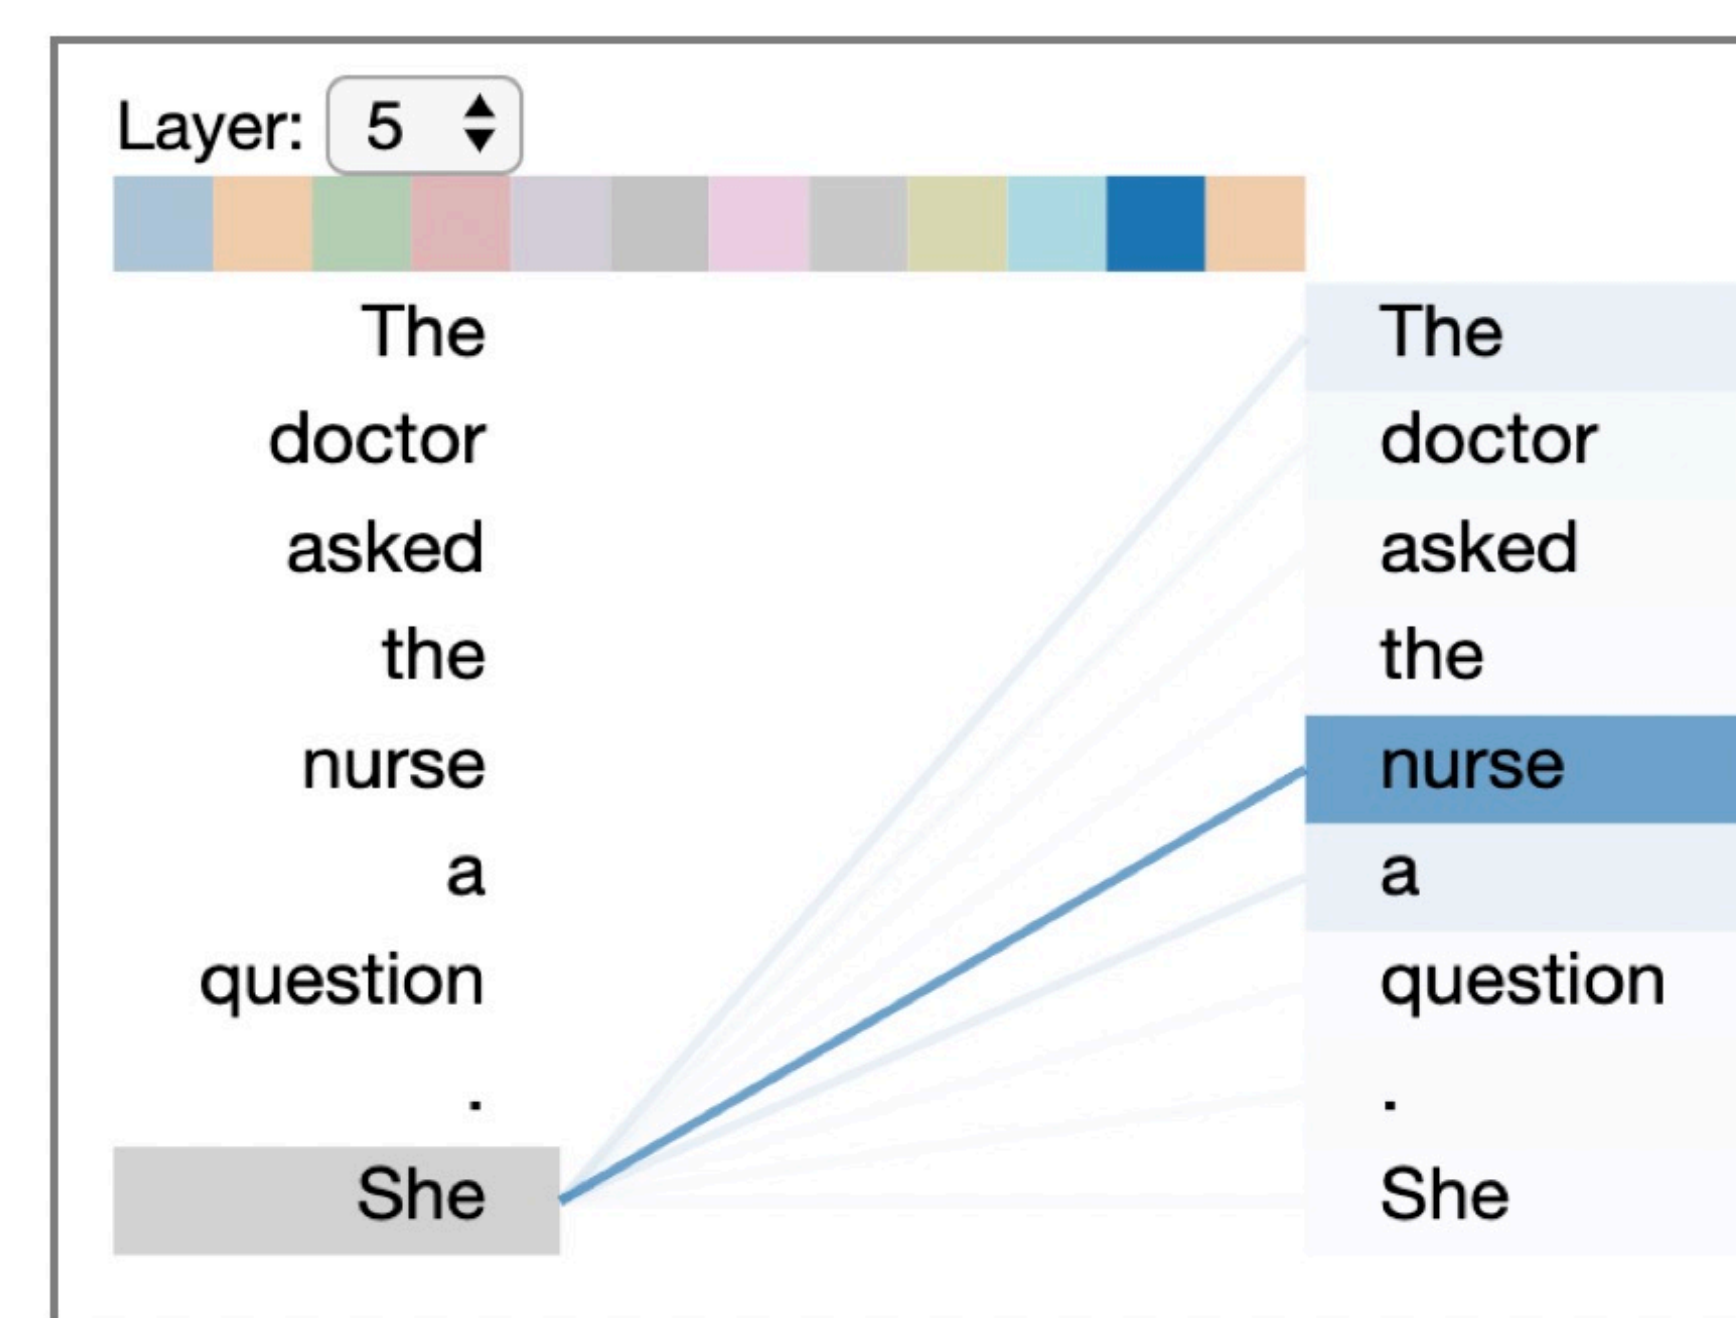 Layer: 5
The The
doctor doctor
asked asked
the the
nurse nurse
a a
question question
. .
She She